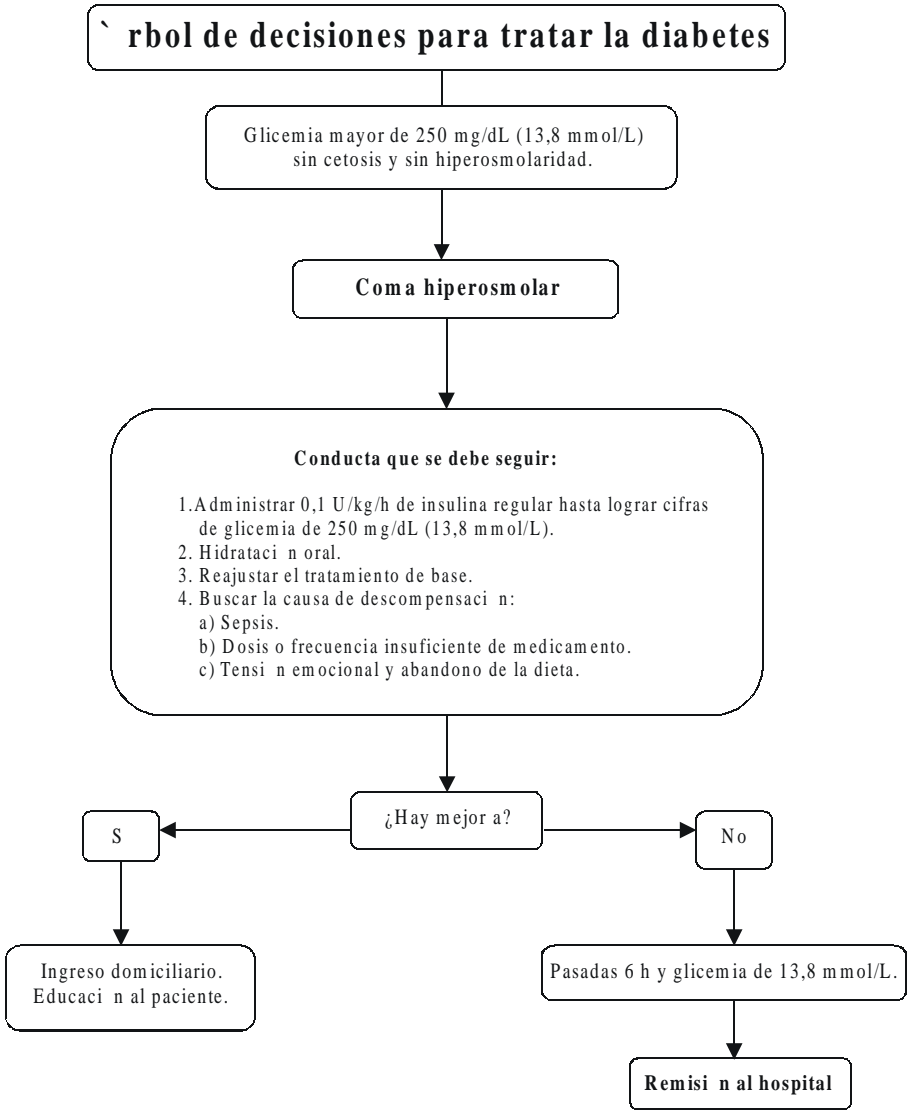 ` rbol de decisiones para tratar la diabetes
Glicemia mayor de 250 mg/dL (13,8 mmol/L)
sin cetosis y sin hiperosmolaridad.
Coma hiperosmolar
Conducta que se debe seguir:
1.Administrar 0,1 U/kg/h de insulina regular hasta lograr cifras
de glicemia de 250 mg/dL (13,8 mmol/L).
2. Hidrataci n oral.
3. Reajustar el tratamiento de base.
4. Buscar la causa de descompensaci n:
a) Sepsis.
b) Dosis o frecuencia insuficiente de medicamento.
c) Tensi n emocional y abandono de la dieta.
¿Hay mejor a?
S
No
Ingreso domiciliario.
Educaci n al paciente.
Pasadas 6 h y glicemia de 13,8 mmol/L.
Remisi n al hospital